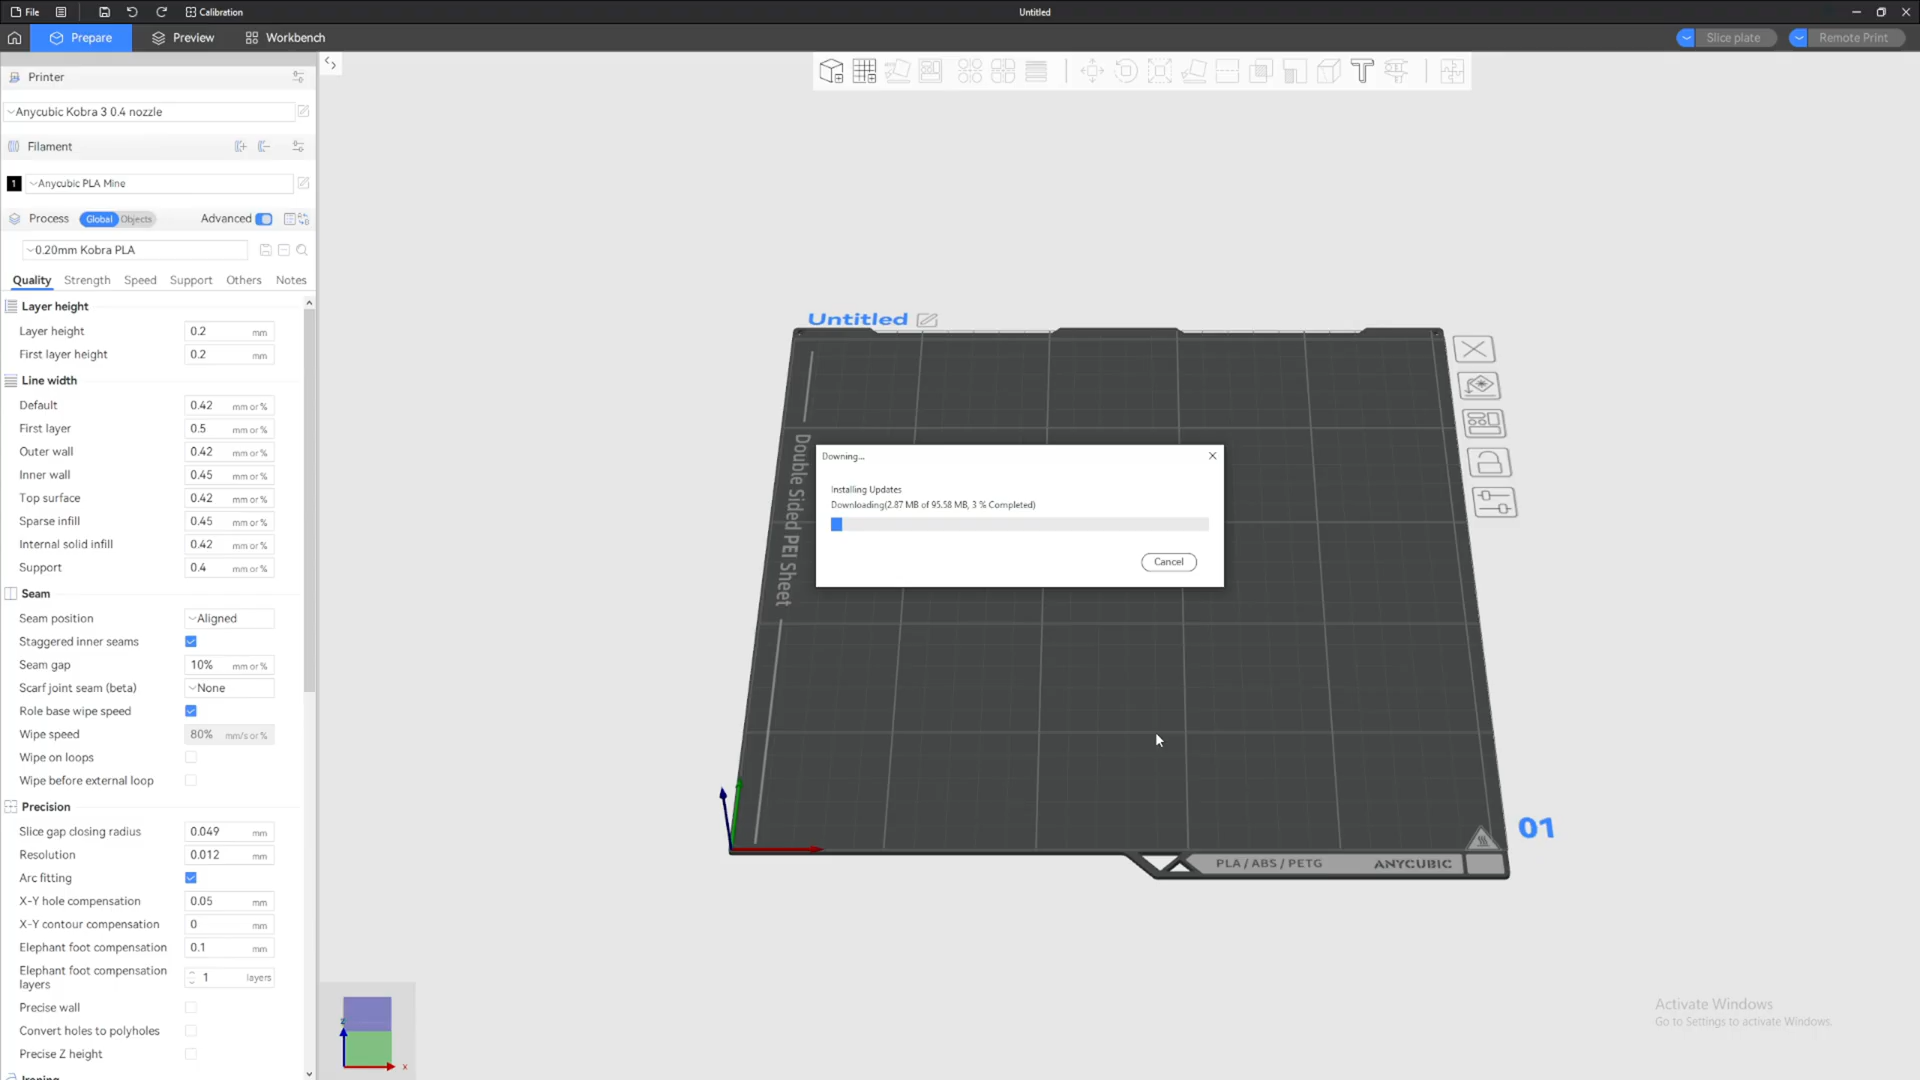 File
Calibration
Untitled
Prepare
Preview
Workbench
Slice plate
Remote Print
Printer
Anycubic Kobra 3 0.4 nozzle
Filament
1
Anycubic PLA Mine
Process
Global
Objects
Advanced
0.20mm Kobra PLA
Quality
Strength
Speed
Support
Others
Notes
Layer height
Layer height 0.2 mm
First layer height 0.2 mm
Line width
Default 0.42 mm or %
First layer 0.5 mm or %
Outer wall 0.42 mm or %
Inner wall 0.45 mm or %
Top surface 0.42 mm or %
Sparse infill 0.45 mm or %
Internal solid infill 0.42 mm or %
Support 0.4 mm or %
Seam
Seam position Aligned
Staggered inner seams
Seam gap 10% mm or %
Scarf joint seam (beta) None
Role base wipe speed
Wipe speed 80% mm/s or %
Wipe on loops
Wipe before external loop
Precision
Slice gap closing radius 0.049 mm
Resolution 0.012 mm
Arc fitting
X-Y hole compensation 0.05 mm
X-Y contour compensation 0 mm
Elephant foot compensation 0.1 mm
Elephant foot compensation
layers 1 layers
Precise wall
Convert holes to polyholes
Precise Z height
Ironing
Untitled
Double Sided PEI Sheet
Downing...
Installing Updates
Downloading(2.87 MB of 95.58 MB, 3 % Completed)
Cancel
01
PLA / ABS / PETG
ANYCUBIC
z
x
Activate Windows
Go to Settings to activate Windows.